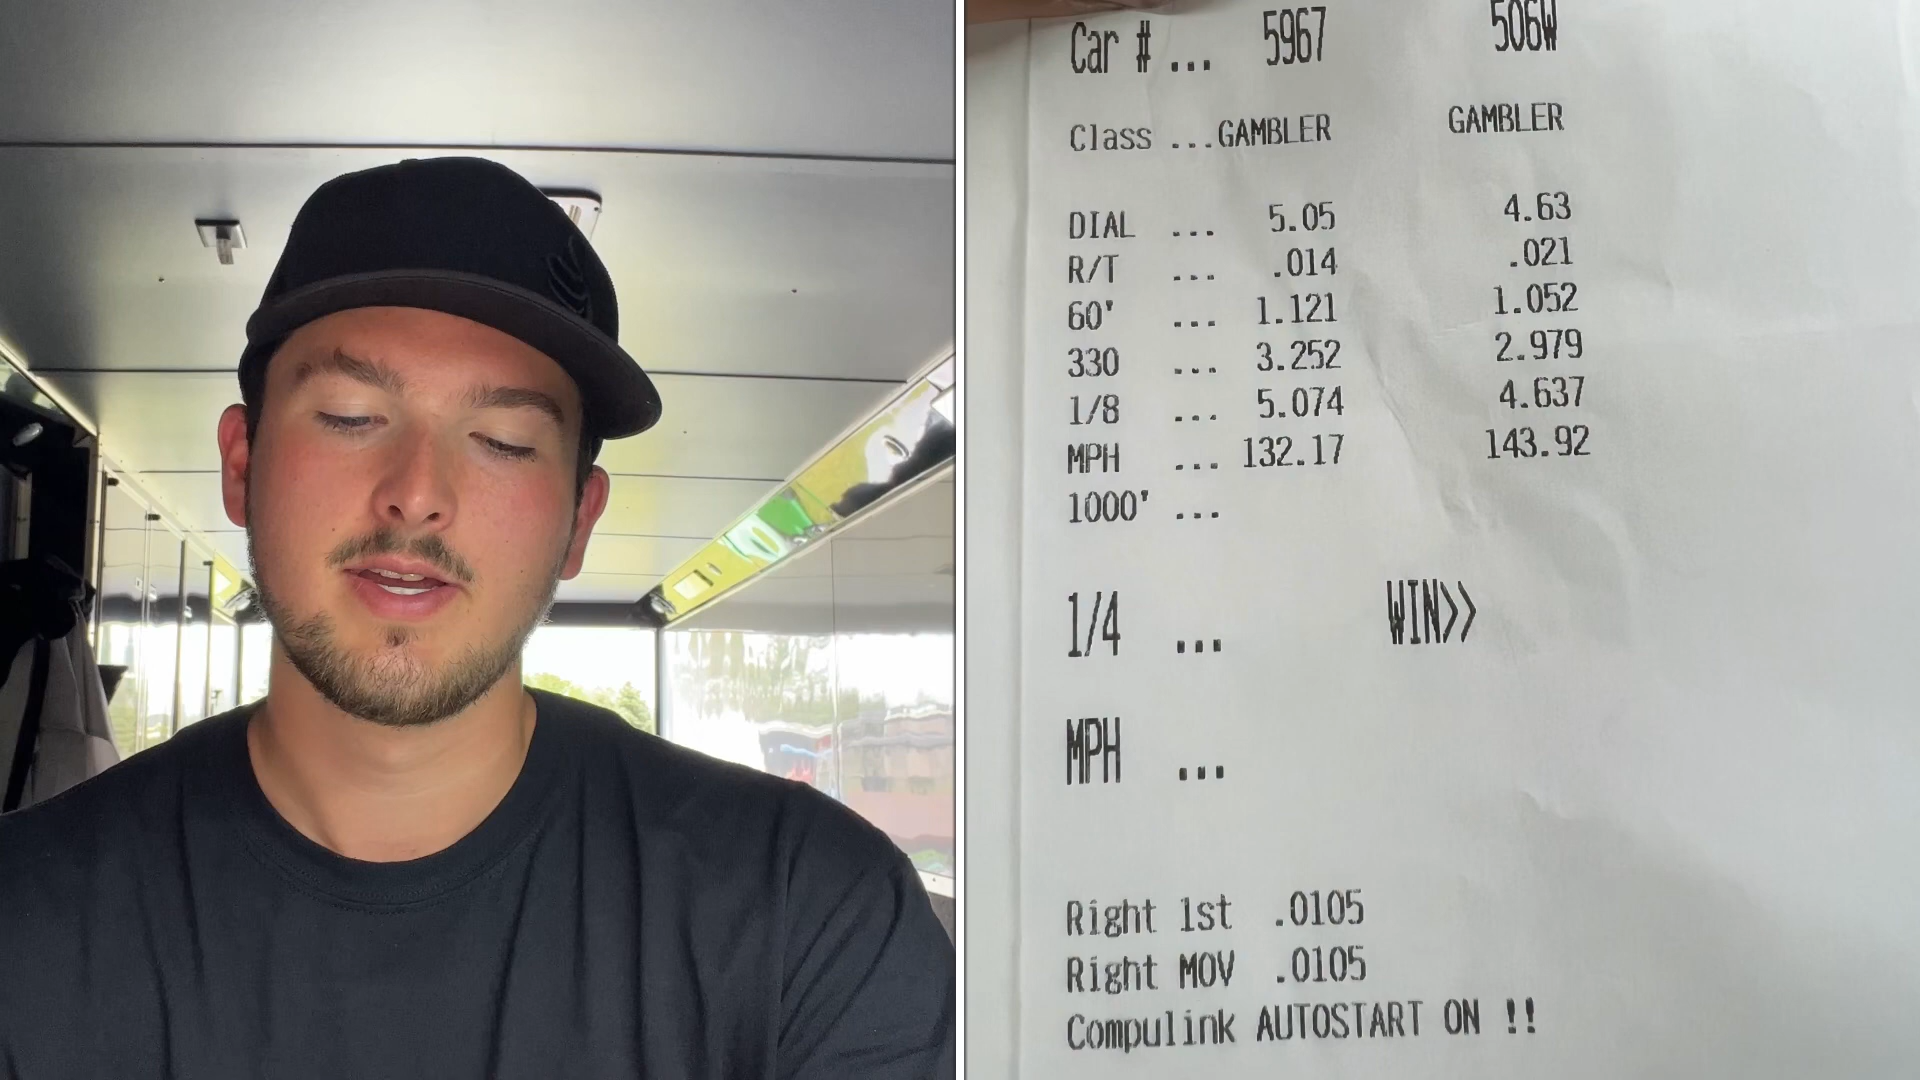 Car # ... 5967 506W
Class ...GAMBLER GAMBLER
DIAL ... 5.05 4.63
R/T ... .014 .021
60' ... 1.121 1.052
330 ... 3.252 2.979
1/8 ... 5.074 4.637
MPH ... 132.17 143.92
1000' ...
1/4 ... WIN>>
MPH ...
Right 1st .0105
Right MOV .0105
Compulink AUTOSTART ON !!